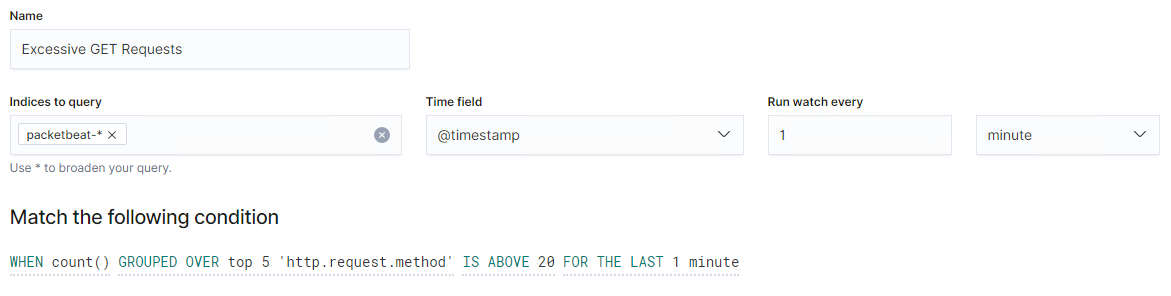 Name
Excessive GET Requests
Indices to query Time field Run watch every
packetbeat-* @timestamp 1 minute
Use * to broaden your query.
Match the following condition
WHEN count() GROUPED OVER top 5 'http.request.method' IS ABOVE 20 FOR THE LAST 1 minute